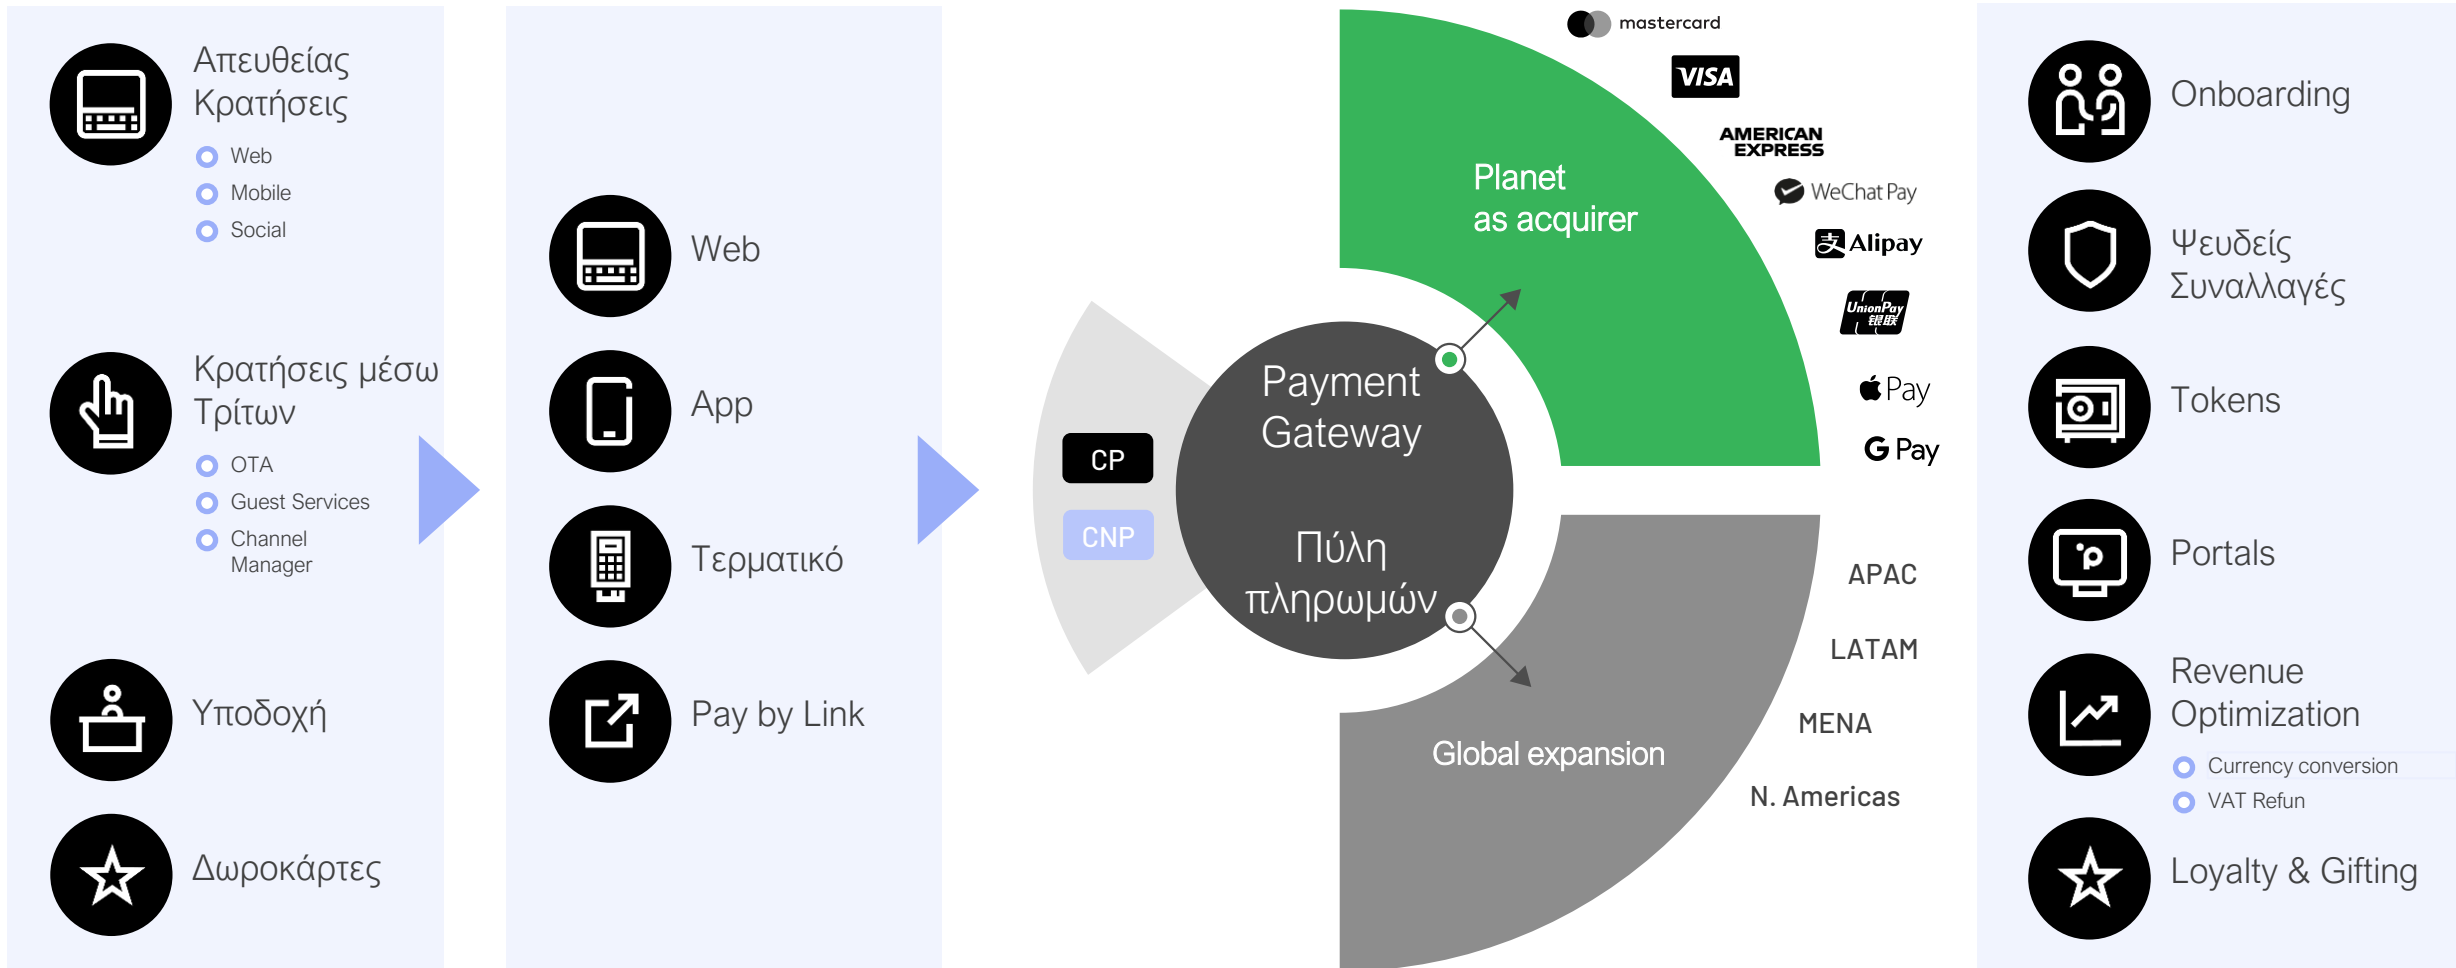 Απευθείας
Κρατήσεις
Web
Mobile
Social
Κρατήσεις μέσω
Τρίτων
OTA
Guest Services
Channel
Manager
Υποδοχή
Δωροκάρτες
Web
App
Τερματικό
Pay by Link
CP
CNP
Payment
Gateway
Πύλη
πληρωμών
Planet
as acquirer
Global expansion
mastercard
VISA
AMERICAN
EXPRESS
WeChat Pay
支 Alipay
UnionPay
银联
Pay
G Pay
APAC
LATAM
MENA
N. Americas
Onboarding
Ψευδείς
Συναλλαγές
Tokens
p
Portals
Revenue
Optimization
Currency conversion
VAT Refun
Loyalty & Gifting